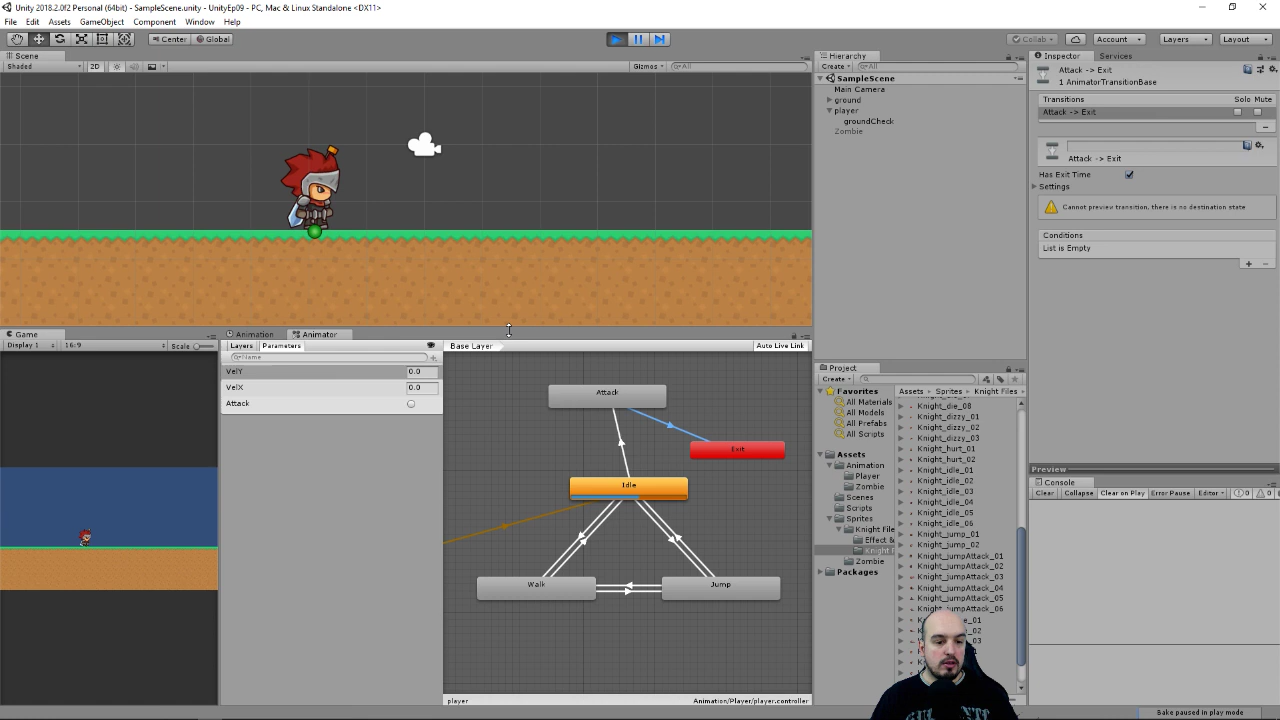 Unity 2018.2.0f2 Personal (64bit) - SampleScene.unity - UnityEp09 - PC, Mac & Linux Standalone <DX11>
File Edit Assets GameObject Component Window Help
Center Global
Collab Account Layers Layout
Scene
Shaded 2D Gizmos All
Hierarchy
Create All
SampleScene
Main Camera
ground
player
groundCheck
Zombie
Inspector Services
Attack -> Exit
1 AnimatorTransitionBase
Transitions Solo Mute
Attack -> Exit
Attack -> Exit
Has Exit Time
Settings
Cannot preview transition, there is no destination state
Conditions
List is Empty
Game
Display 1 16:9 Scale
Animation Animator
Layers Parameters
Name
VelY 0.0
VelX 0.0
Attack
Base Layer Auto Live Link
Attack
Exit
Idle
Walk Jump
player Animation/Player/player.controller
Project
Create
Favorites
All Materials
All Models
All Prefabs
All Scripts
Assets
Animation
Player
Zombie
Scenes
Scripts
Sprites
Knight File
Effect &
Knight F
Zombie
Packages
Assets Sprites Knight Files
Knight_die_08
Knight_dizzy_01
Knight_dizzy_02
Knight_dizzy_03
Knight_hurt_01
Knight_hurt_02
Knight_idle_01
Knight_idle_02
Knight_idle_03
Knight_idle_04
Knight_idle_05
Knight_idle_06
Knight_jump_01
Knight_jump_02
Knight_jumpAttack_01
Knight_jumpAttack_02
Knight_jumpAttack_03
Knight_jumpAttack_04
Knight_jumpAttack_05
Knight_jumpAttack_06
Preview
Console
Clear Collapse Clear on Play Error Pause Editor 0 0
Bake paused in play mode